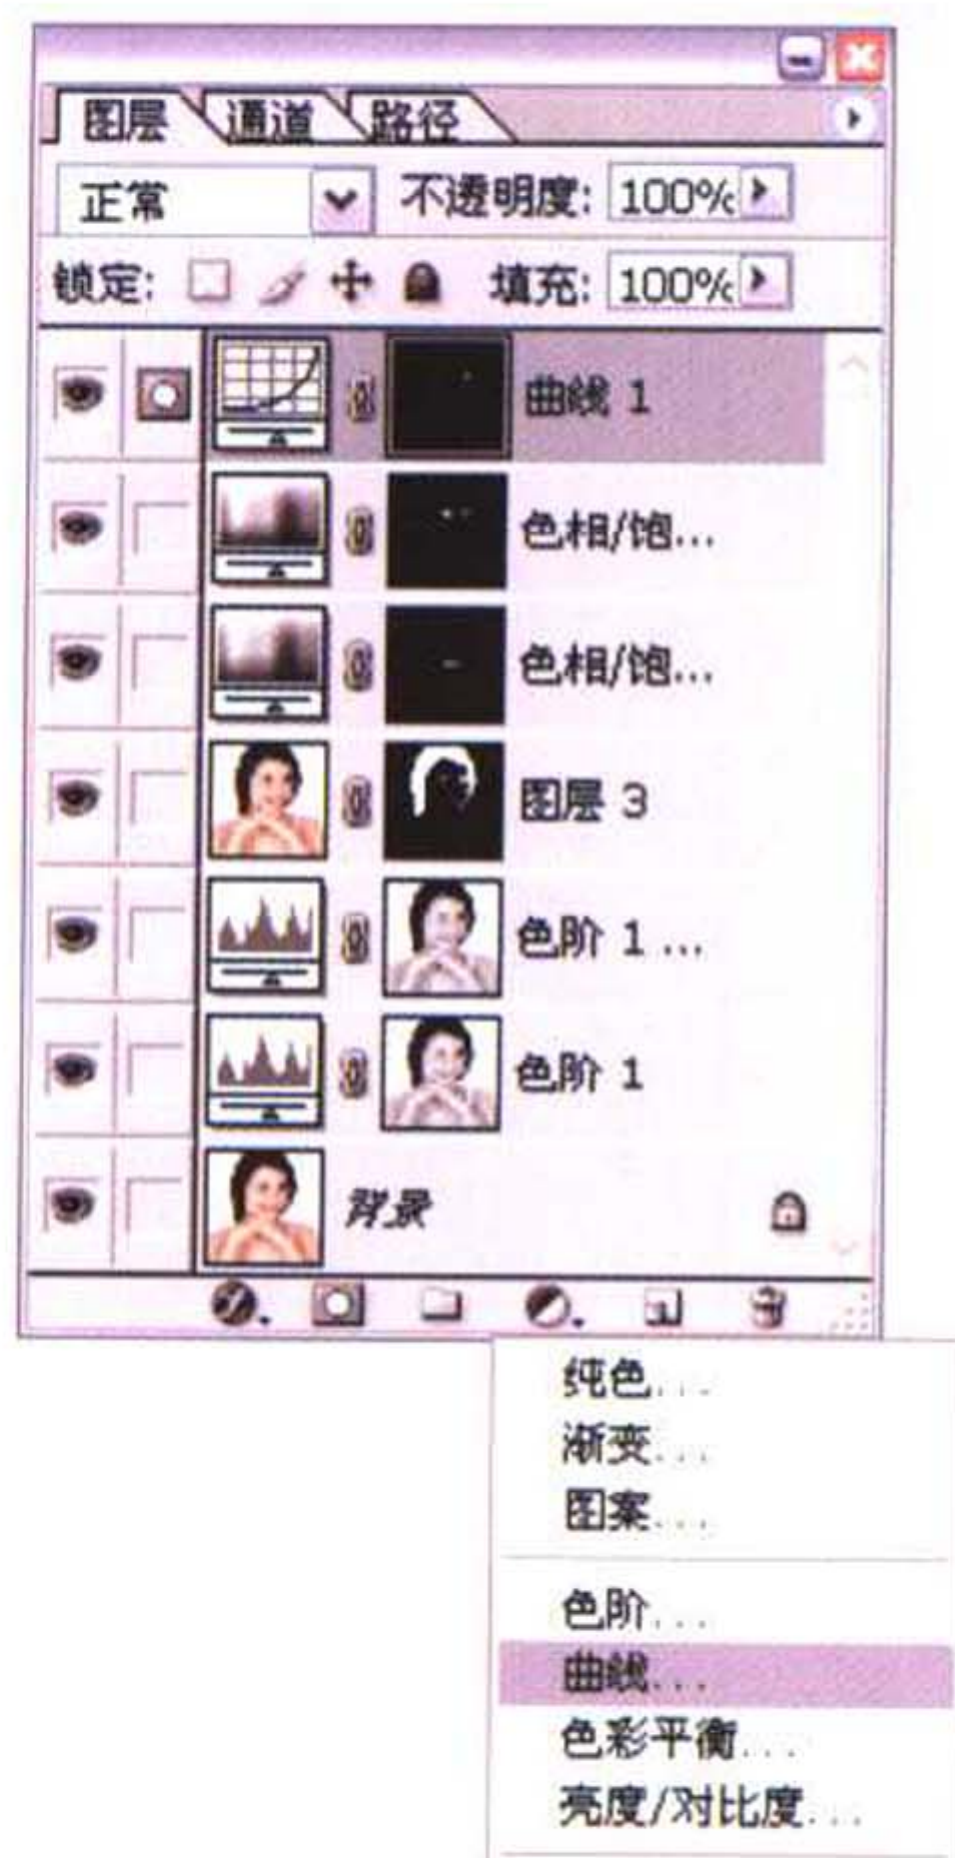 图层 通道 路径
正常 不透明度: 100%
锁定: 填充: 100%
曲线 1
色相/饱...
色相/饱...
图层 3
色阶 1 ...
色阶 1
背景
纯色...
渐变...
图案...
色阶...
曲线...
色彩平衡...
亮度/对比度...